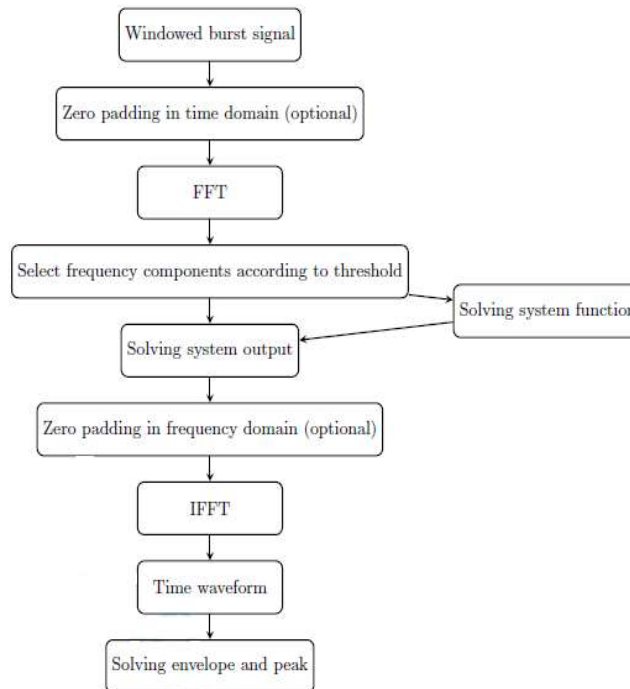 Windowed burst signal
Zero padding in time domain (optional)
FFT
Select frequency components according to threshold
Solving system function
Solving system output
Zero padding in frequency domain (optional)
IFFT
Time waveform
Solving envelope and peak